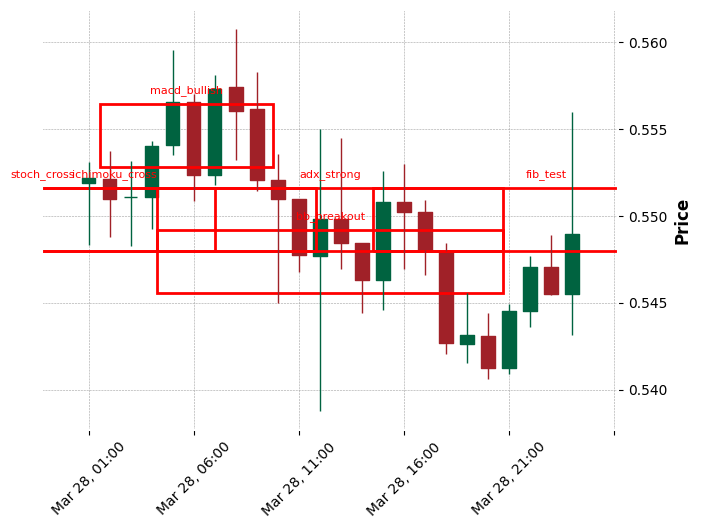 0.560
macd_bullish
0.555
stoch_cross
ichimoku_cross
adx_strong
fib_test
0.550
Price
0.545
0.540
Mar 28, 01:00
Mar 28, 06:00
Mar 28, 11:00
Mar 28, 16:00
Mar 28, 21:00